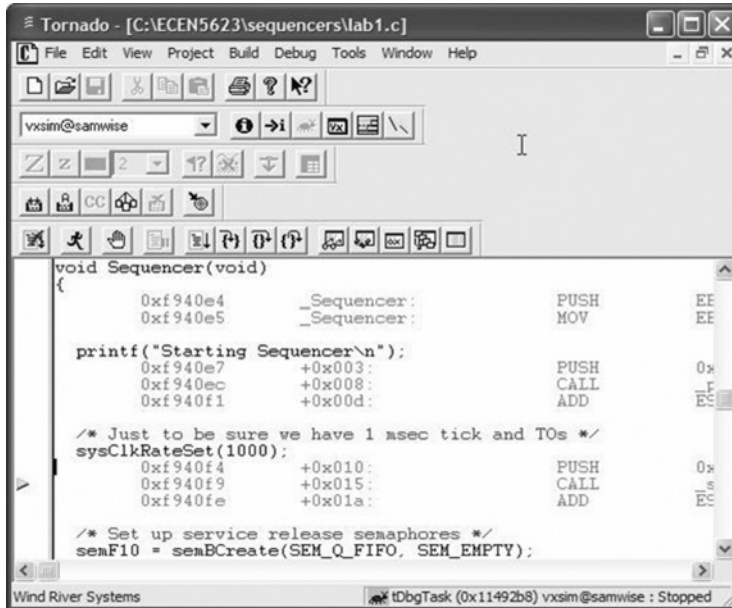 Tornado - [C:\ECEN5623\sequencers\lab1.c]
File Edit View Project Build Debug Tools Window Help
vxsim@samwise
Z z 2
CC
void Sequencer(void)
{
0xf940e4 _Sequencer: PUSH
0xf940e5 _Sequencer: MOV
printf("Starting Sequencer\n");
0xf940e7 +0x003: PUSH
0xf940ec +0x008: CALL
0xf940f1 +0x00d: ADD
/* Just to be sure we have 1 msec tick and TOs */
sysClkRateSet(1000);
0xf940f4 +0x010: PUSH
0xf940f9 +0x015: CALL
0xf940fe +0x01a: ADD
/* Set up service release semaphores */
semF10 = semBCreate(SEM_Q_FIFO, SEM_EMPTY);
Wind River Systems tDbgTask (0x11492b8) vxsim@samwise : Stopped